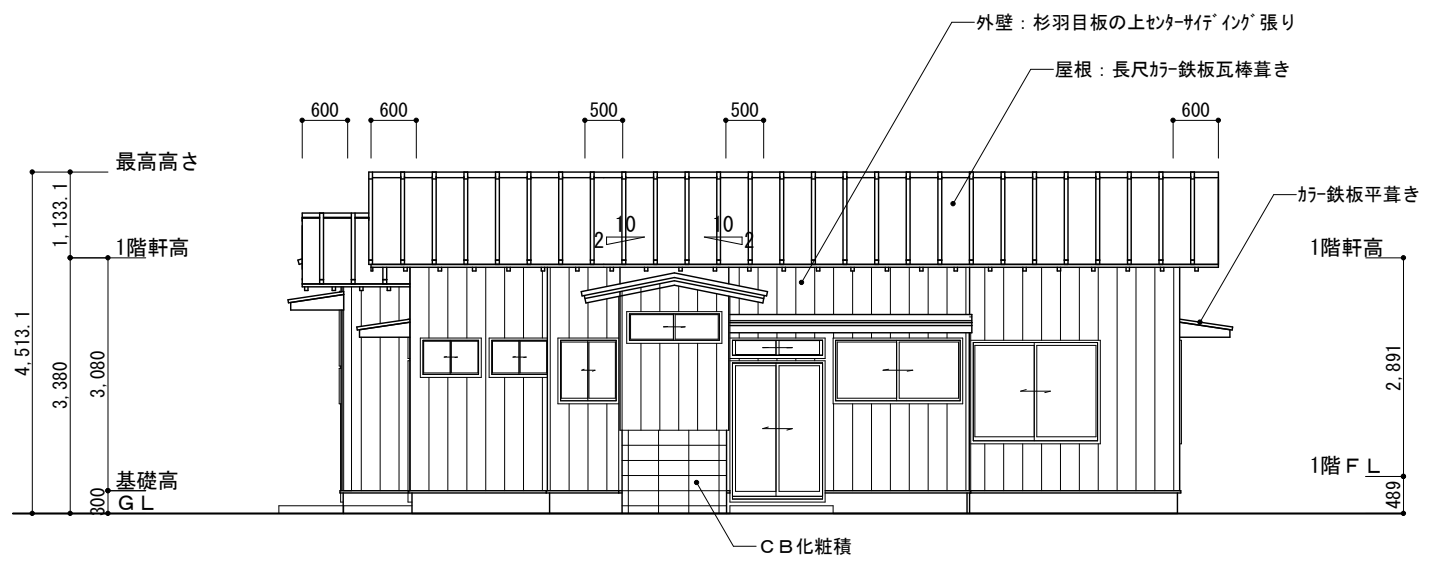 外壁：杉羽目板の上ｾﾝﾀｰｻｲﾃﾞｲﾝｸﾞ張り
屋根：長尺ｶﾗｰ鉄板瓦棒葺き
600
600
500
500
600
最高高さ
ｶﾗｰ鉄板平葺き
1,133.1
10
2
10
2
1階軒高
1階軒高
4,513.1
3,380
3,080
2,891
1階ＦＬ
基礎高
300
ＧＬ
489
ＣＢ化粧積